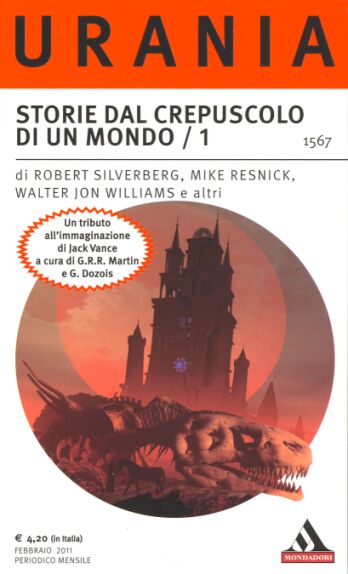 URANIA
STORIE DAL CREPUSCOLO
DI UN MONDO / 1
1567
di ROBERT SILVERBERG, MIKE RESNICK,
WALTER JON WILLIAMS e altri
Un tributo
all'immaginazione
di Jack Vance
a cura di G.R.R. Martin
e G. Dozois
€ 4,20 (in Italia)
FEBBRAIO 2011
PERIODICO MENSILE
MONDADORI